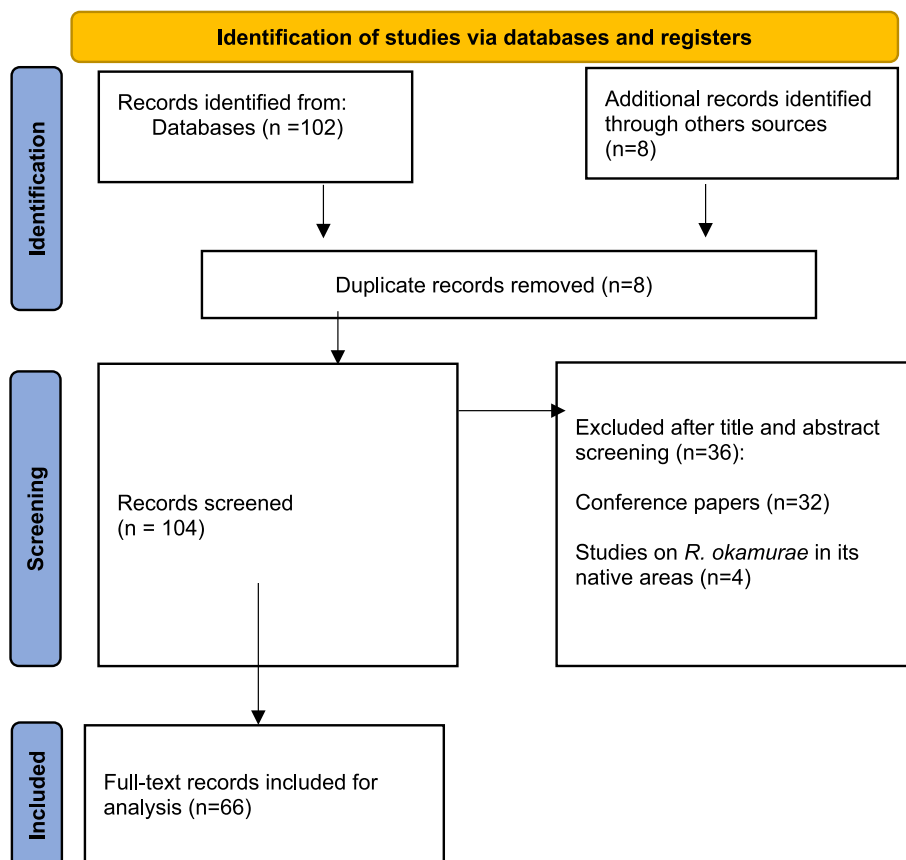 Identification of studies via databases and registers
Identification
Records identified from:
Databases (n =102)
Additional records identified
through others sources
(n=8)
Duplicate records removed (n=8)
Screening
Records screened
(n = 104)
Excluded after title and abstract
screening (n=36):
Conference papers (n=32)
Studies on R. okamurae in its
native areas (n=4)
Included
Full-text records included for
analysis (n=66)